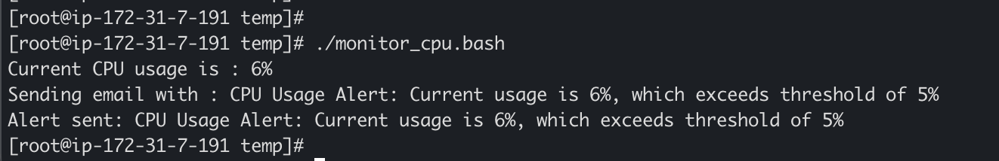 [root@ip-172-31-7-191 temp]#
[root@ip-172-31-7-191 temp]# ./monitor_cpu.bash
Current CPU usage is : 6%
Sending email with : CPU Usage Alert: Current usage is 6%, which exceeds threshold of 5%
Alert sent: CPU Usage Alert: Current usage is 6%, which exceeds threshold of 5%
[root@ip-172-31-7-191 temp]#